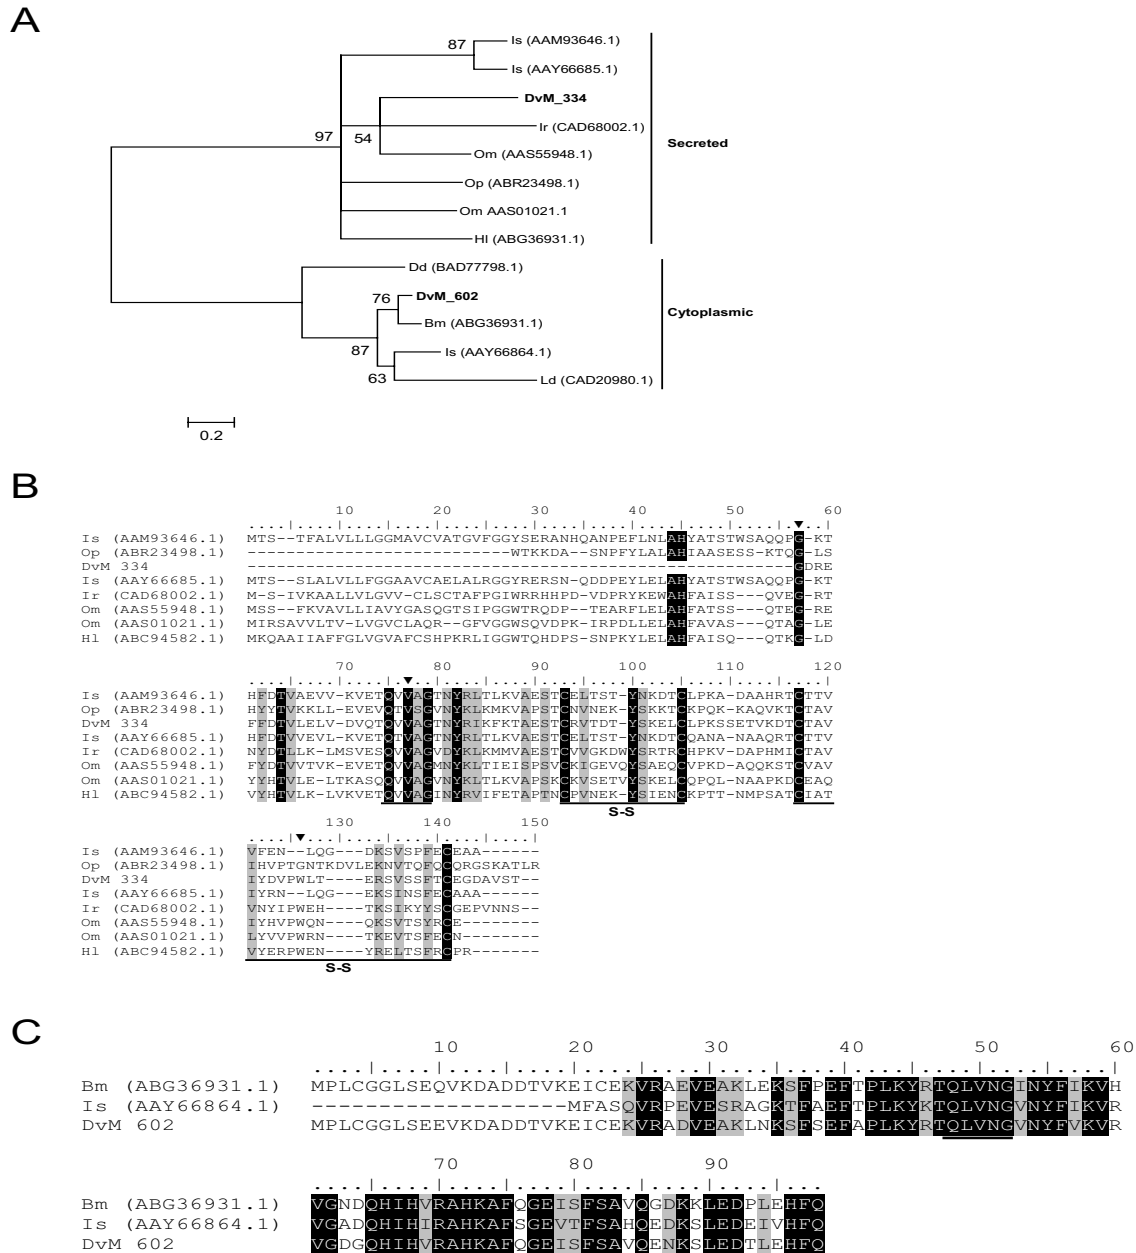 A
87
Is (AAM93646.1)
Is (AAY66685.1)
DvM_334
97
54
Ir (CAD68002.1)
Om (AAS55948.1)
Secreted
Op (ABR23498.1)
Om AAS01021.1
Hl (ABG36931.1)
Dd (BAD77798.1)
76
DvM_602
Bm (ABG36931.1)
Cytoplasmic
87
Is (AAY66864.1)
63
Ld (CAD20980.1)
0.2
B
10 20 30 40 50 60
Is (AAM93646.1) MTS--TFALVLLLGGMAVCVATGVFGGYSERANHQANPEFLNLAHYATSTWSAQQPG-KT
Op (ABR23498.1) ---------------------------WTKKDA--SNPFYLALAHIAASESS-KTQG-LS
DvM 334 --------------------------------------------------------GDRE
Is (AAY66685.1) MTS--SLALVLLFGGAAVCAELALRGGYRERSN-QDDPEYLELAHYATSTWSAQQPG-KT
Ir (CAD68002.1) M-S-IVKAALLVLGVV-CLSCTAFPGIWRRHHPD-VDPRYKEWAHFAISS---QVEG-RT
Om (AAS55948.1) MSS--FKVAVLLIAVYGASQGTSIPGGWTRQDP--TEARFLELAHFATSS---QTEG-RE
Om (AAS01021.1) MIRSAVVLTV-LVGVCLAQR--GFVGGWSQVDPK-IRPDLLELAHFAVAS---QTAG-LE
Hl (ABC94582.1) MKQAAIIAFFGLVGVAFCSHPKRLIGGWTQHDPS-SNPKYLELAHFAISQ---QTKG-LD
70 80 90 100 110 120
Is (AAM93646.1) HFDTVAEVV-KVETQVVAGTNYRLTLKVAESTCELTST-YNKDTCLPKA-DAAHRTCTTV
Op (ABR23498.1) HYYTVKKLL-EVEVQTVSGVNYKLKMKVAPSTCNVNEK-YSKKTCKPQK-KAQVKTCTAV
DvM 334 FFDTVLELV-DVQTQVVAGTNYRIKFKTAESTCRVTDT-YSKELCLPKSSETVKDTCTAV
Is (AAY66685.1) HFDTVVEVL-KVETQTVAGTNYRLTLKVAESTCELTST-YNKDTCQANA-NAAQRTCTTV
Ir (CAD68002.1) NYDTLLK-LMSVESQVVAGVDYKLKMMVAESTCVVGKDWYSRTRCHPKV-DAPHMICTAV
Om (AAS55948.1) FYDTVVTVK-EVETQVVAGMNYKLTIEISPSVCKIGEVQYSAEQCVPKD-AQQKSTCVAV
Om (AAS01021.1) YYHTVLE-LTKASQQVVAGVNYKLTLKVAPSKCKVSETVYSKELCQPQL-NAAPKDCEAQ
Hl (ABC94582.1) VYHTVLK-LVKVETQVVAGINYRVIFETAPTNCPVNEK-YSIENCKPTT-NMPSATCIAT
S-S
130 140 150
Is (AAM93646.1) VFEN--LQG---DKSVSPFECEAA------
Op (ABR23498.1) IHVPTGNTKDVLEKNVTQFQCQRGSKATLR
DvM 334 IYDVPWLT----ERSVSSFTCEGDAVST--
Is (AAY66685.1) IYRN--LQG---EKSINSFECAAA------
Ir (CAD68002.1) VNYIPWEH----TKSIKYYSCGEPVNNS--
Om (AAS55948.1) IYHVPWQN----QKSVTSYRCE--------
Om (AAS01021.1) LYVVPWRN----TKEVTSFECN--------
Hl (ABC94582.1) VYERPWEN----YRELTSFRCPR-------
S-S
C
10 20 30 40 50 60
Bm (ABG36931.1) MPLCGGLSEQVKDADDTVKEICEKVRAEVEAKLEKSFPEFTPLKYRTQLVNGINYFIKVH
Is (AAY66864.1) -------------------MFASQVRPEVESRAGKTFAEFTPLKYKTQLVNGVNYFIKVR
DvM 602 MPLCGGLSEEVKDADDTVKEICEKVRADVEAKLNKSFSEFAPLKYRTQLVNGVNYFVKVR
70 80 90
Bm (ABG36931.1) VGNDQHIHVRAHKAFQGEISFSAVQGDKKLEDPLEHFQ
Is (AAY66864.1) VGADQHIHIRAHKAFSGEVTFSAHQEDKSLEDEIVHFQ
DvM 602 VGDGQHIHVRAHKAFQGEISFSAVQENKSLEDTLEHFQ